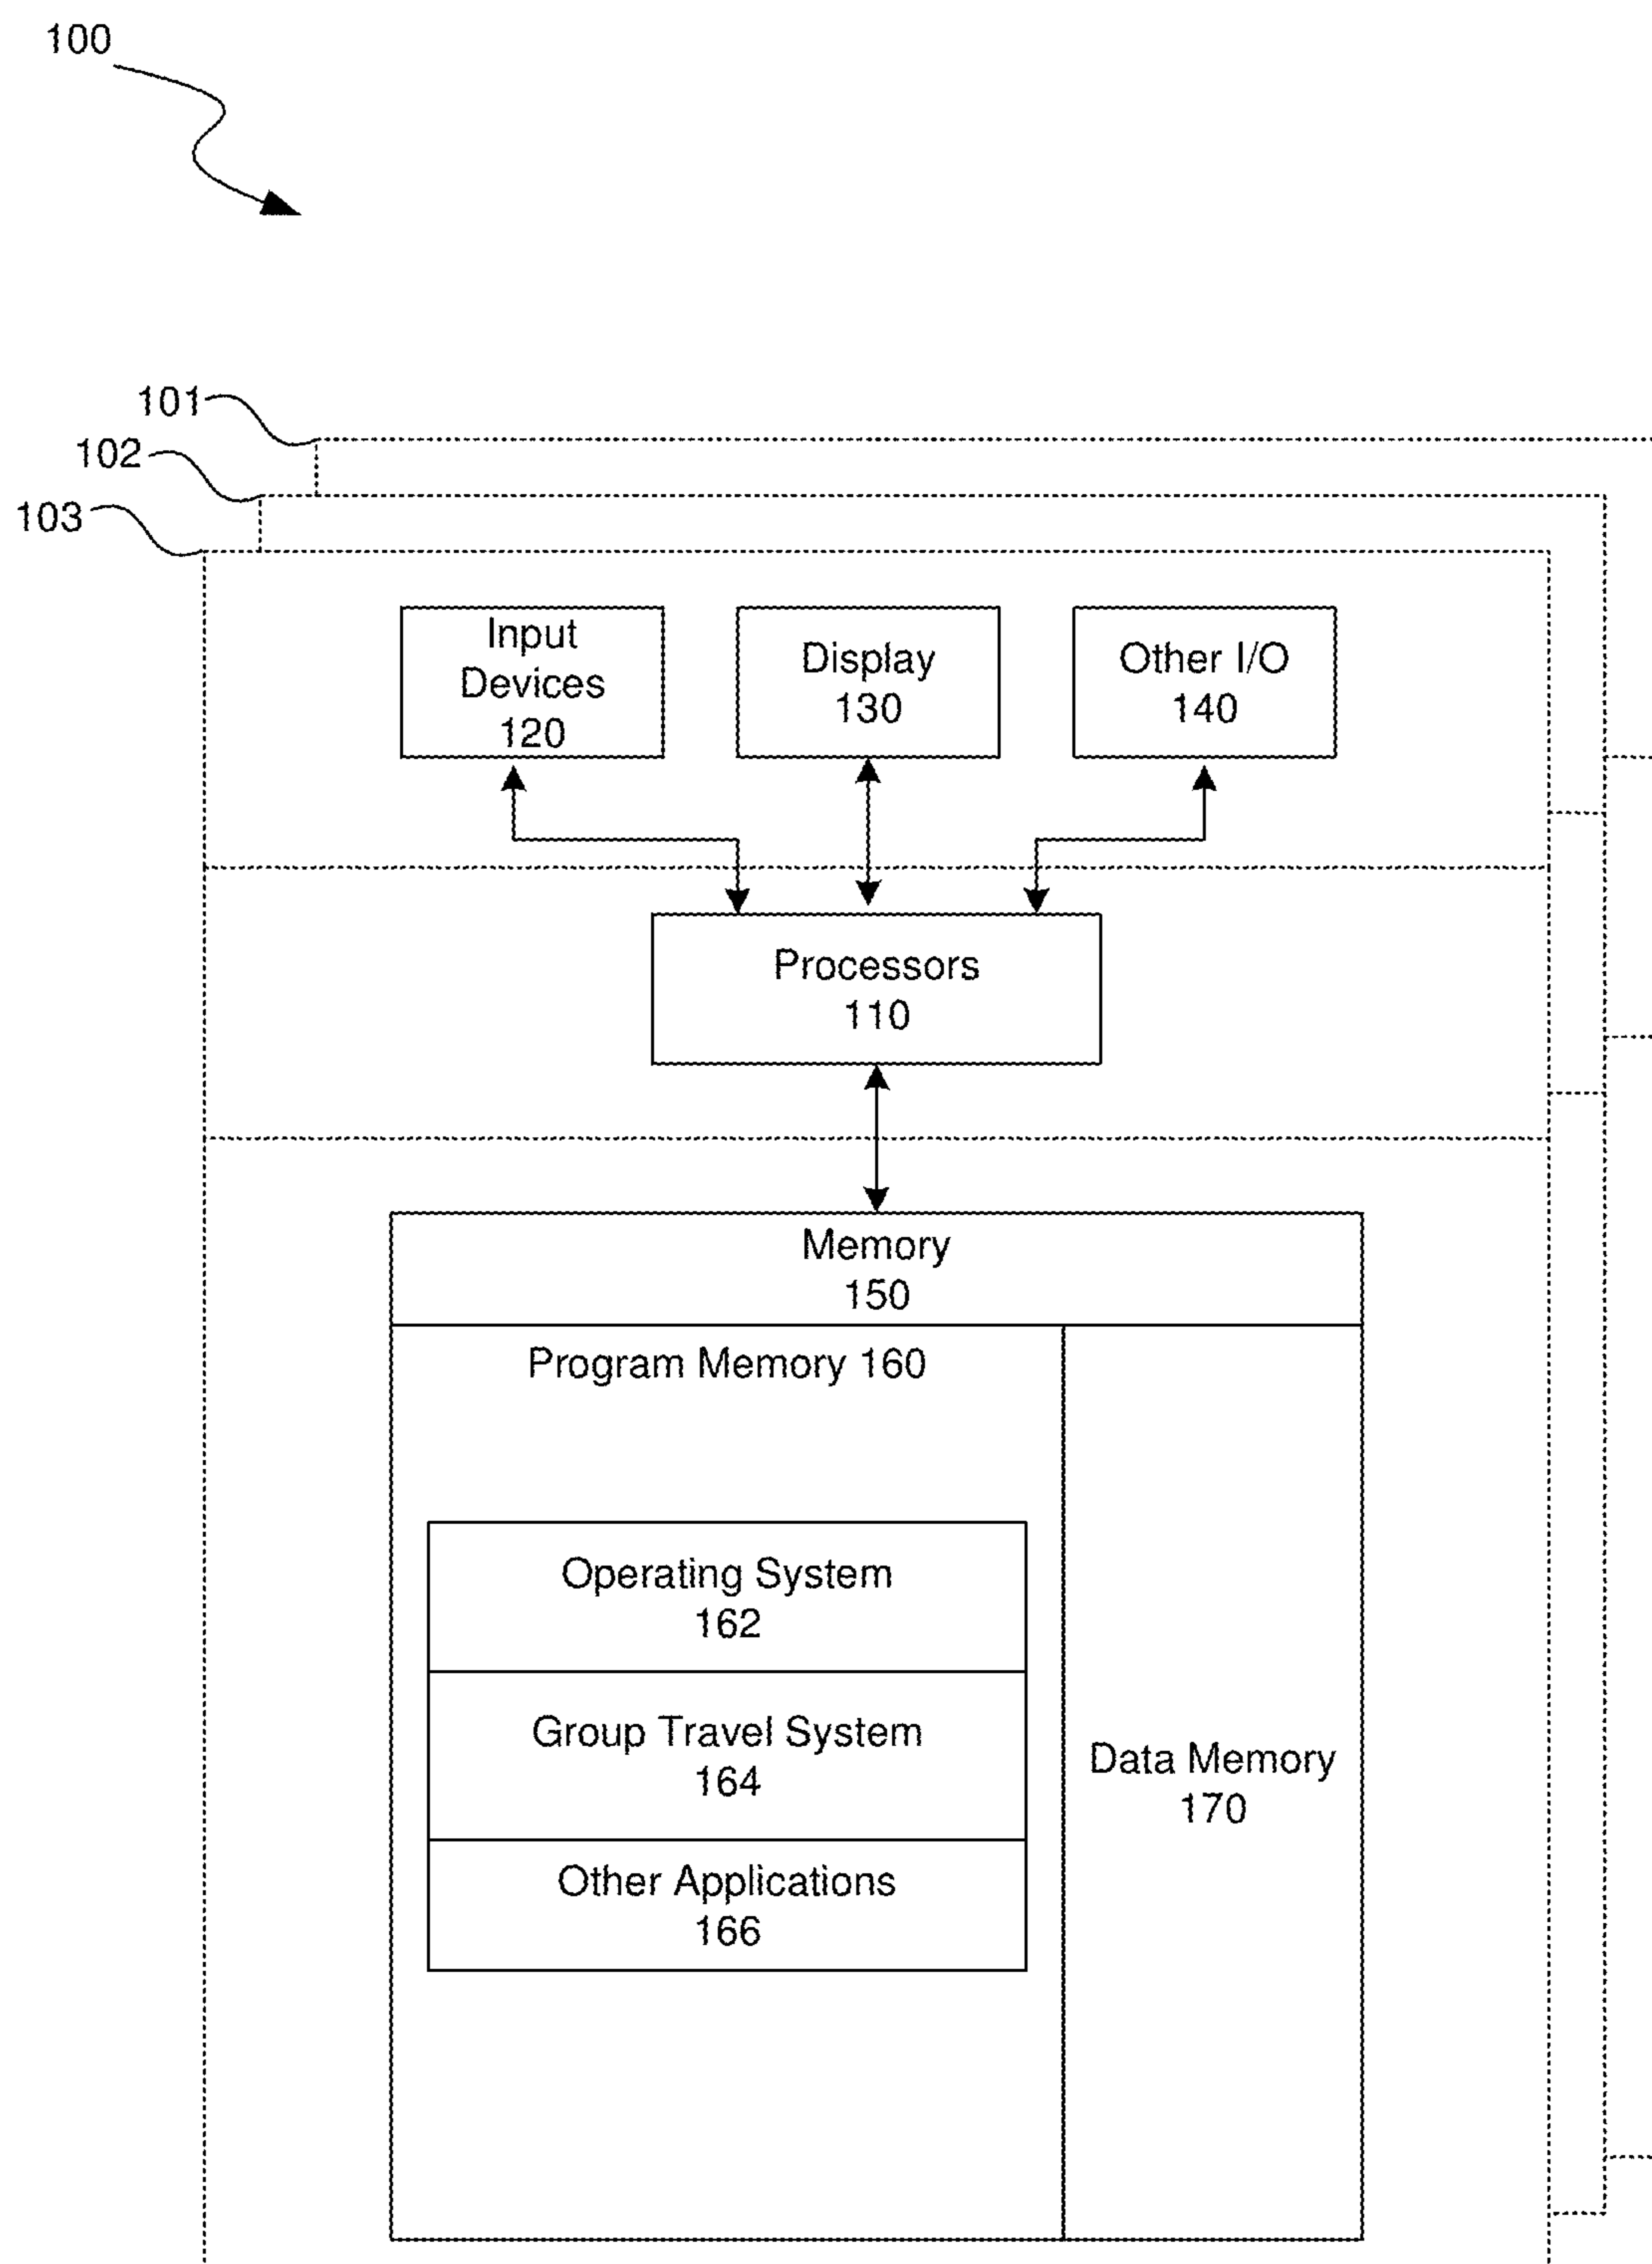 100
101
102
103
Input
Devices
120
Display
130
Other I/O
140
Processors
110
Memory
150
Program Memory 160
Operating System
162
Group Travel System
164
Other Applications
166
Data Memory
170